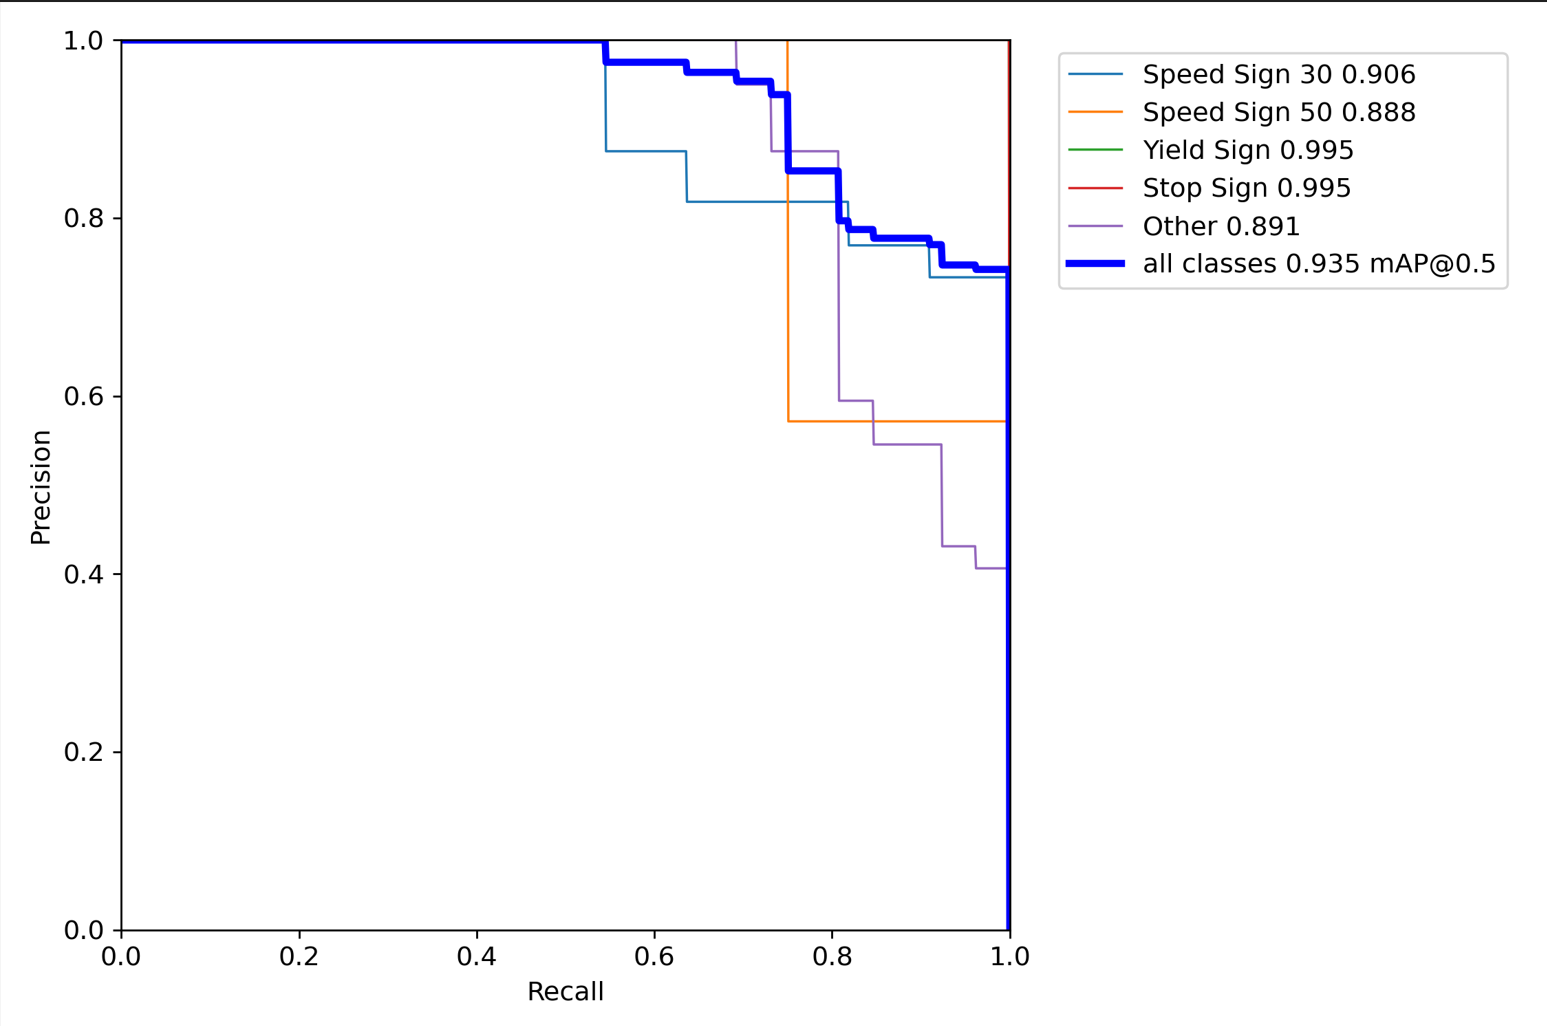 1.0
0.8
0.6
0.4
0.2
0.0
Precision
0.0 0.2 0.4 0.6 0.8 1.0
Recall
Speed Sign 30 0.906
Speed Sign 50 0.888
Yield Sign 0.995
Stop Sign 0.995
Other 0.891
all classes 0.935 mAP@0.5